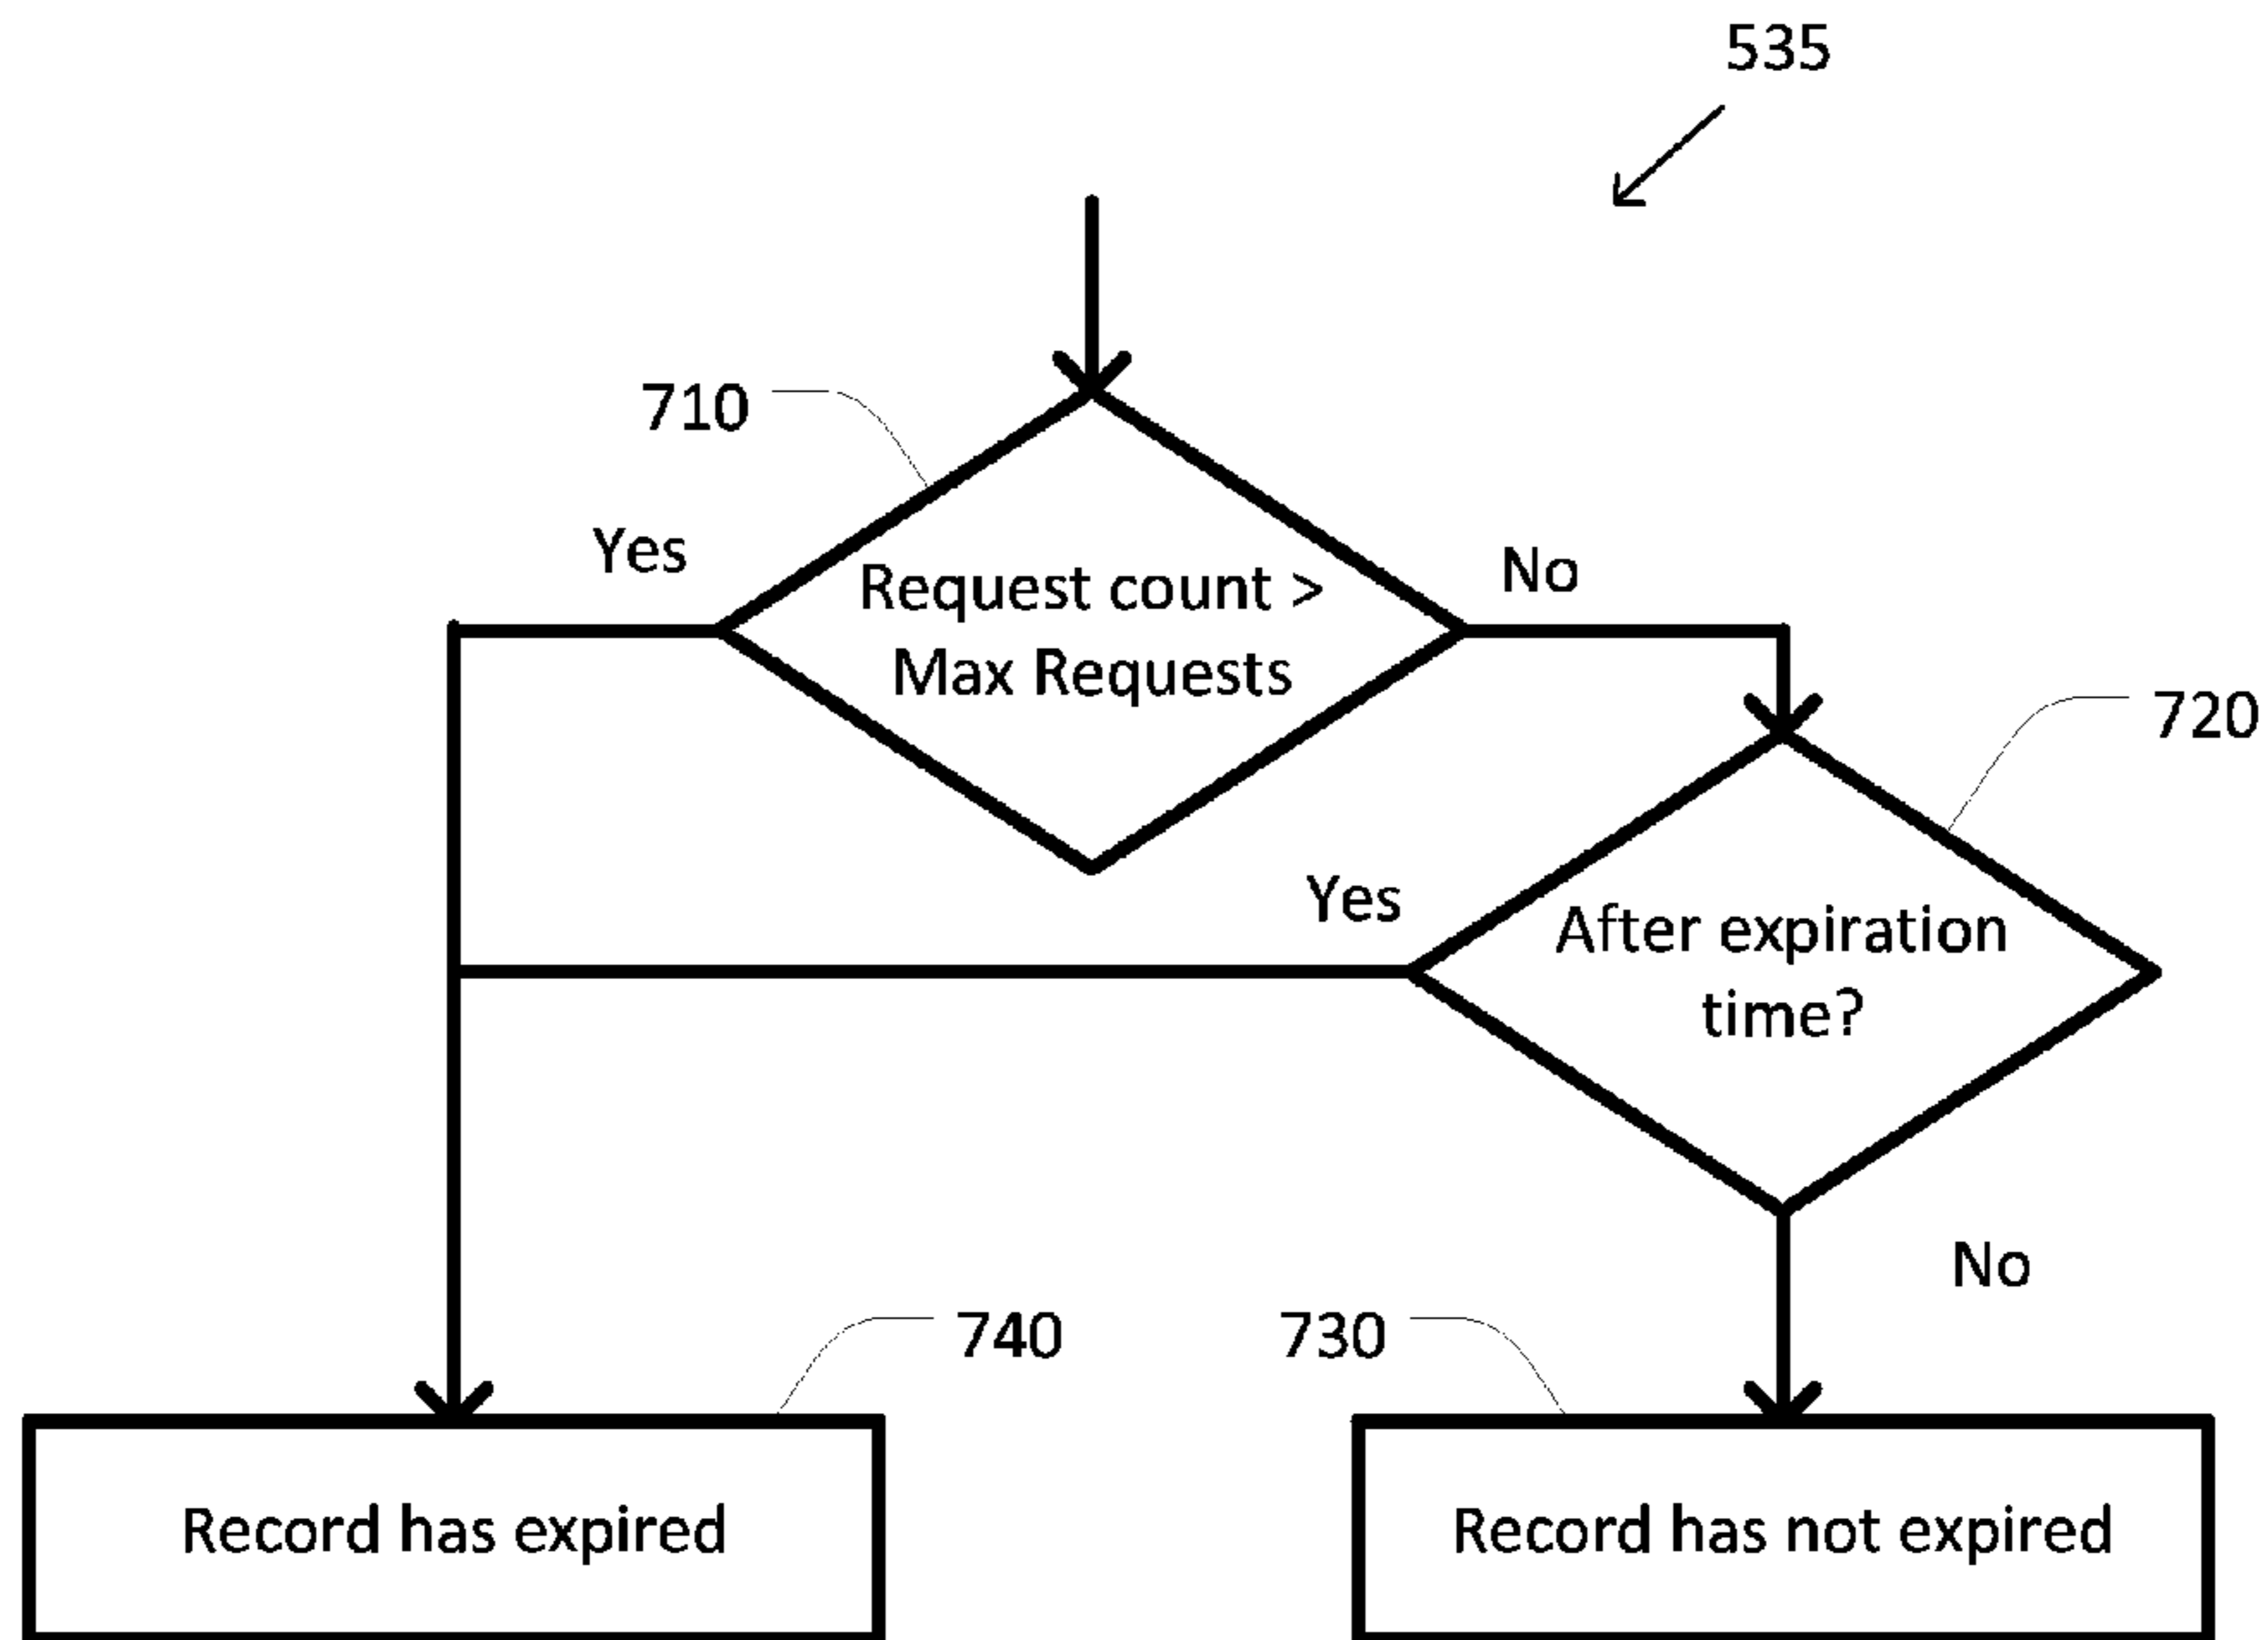 535
710
Yes
Request count >
Max Requests
No
720
Yes
After expiration
time?
No
740
730
Record has expired
Record has not expired